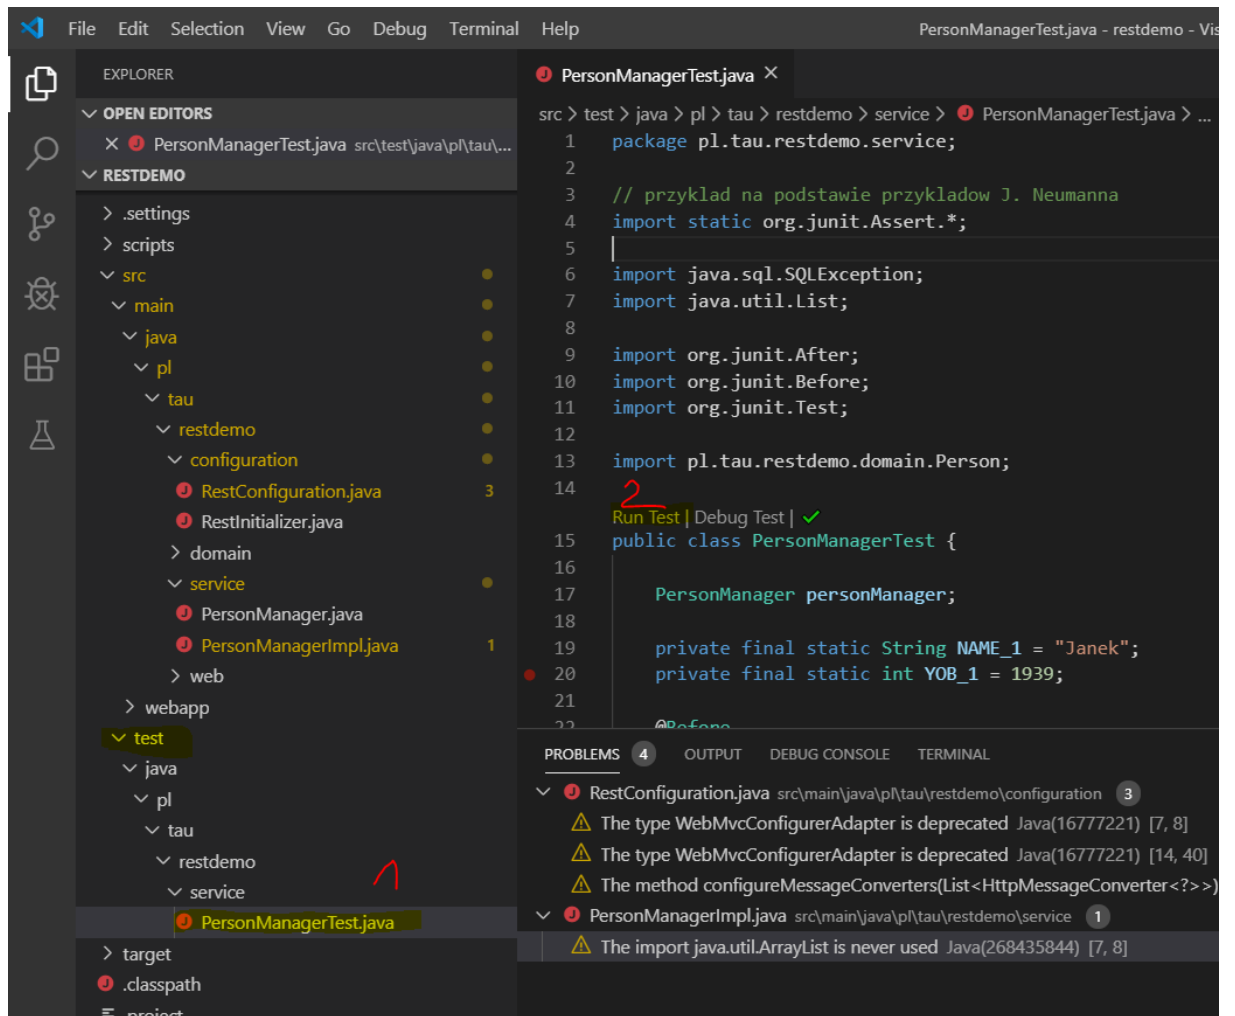 File Edit Selection View Go Debug Terminal Help
PersonManagerTest.java - restdemo - Vis
EXPLORER
OPEN EDITORS
PersonManagerTest.java src\test\java\pl\tau\...
RESTDEMO
.settings
scripts
src
main
java
pl
tau
restdemo
configuration
RestConfiguration.java 3
RestInitializer.java
domain
service
PersonManager.java
PersonManagerImpl.java 1
web
webapp
test
java
pl
tau
restdemo
1
service
PersonManagerTest.java
target
.classpath
.project
PersonManagerTest.java
src > test > java > pl > tau > restdemo > service > PersonManagerTest.java > ...
1 package pl.tau.restdemo.service;
2
3 // przyklad na podstawie przykladow J. Neumanna
4 import static org.junit.Assert.*;
5
6 import java.sql.SQLException;
7 import java.util.List;
8
9 import org.junit.After;
10 import org.junit.Before;
11 import org.junit.Test;
12
13 import pl.tau.restdemo.domain.Person;
14
2
Run Test | Debug Test |
15 public class PersonManagerTest {
16
17 PersonManager personManager;
18
19 private final static String NAME_1 = "Janek";
20 private final static int YOB_1 = 1939;
21
22 @Before
PROBLEMS 4 OUTPUT DEBUG CONSOLE TERMINAL
RestConfiguration.java src\main\java\pl\tau\restdemo\configuration 3
The type WebMvcConfigurerAdapter is deprecated Java(16777221) [7, 8]
The type WebMvcConfigurerAdapter is deprecated Java(16777221) [14, 40]
The method configureMessageConverters(List<HttpMessageConverter<?>>)
PersonManagerImpl.java src\main\java\pl\tau\restdemo\service 1
The import java.util.ArrayList is never used Java(268435844) [7, 8]